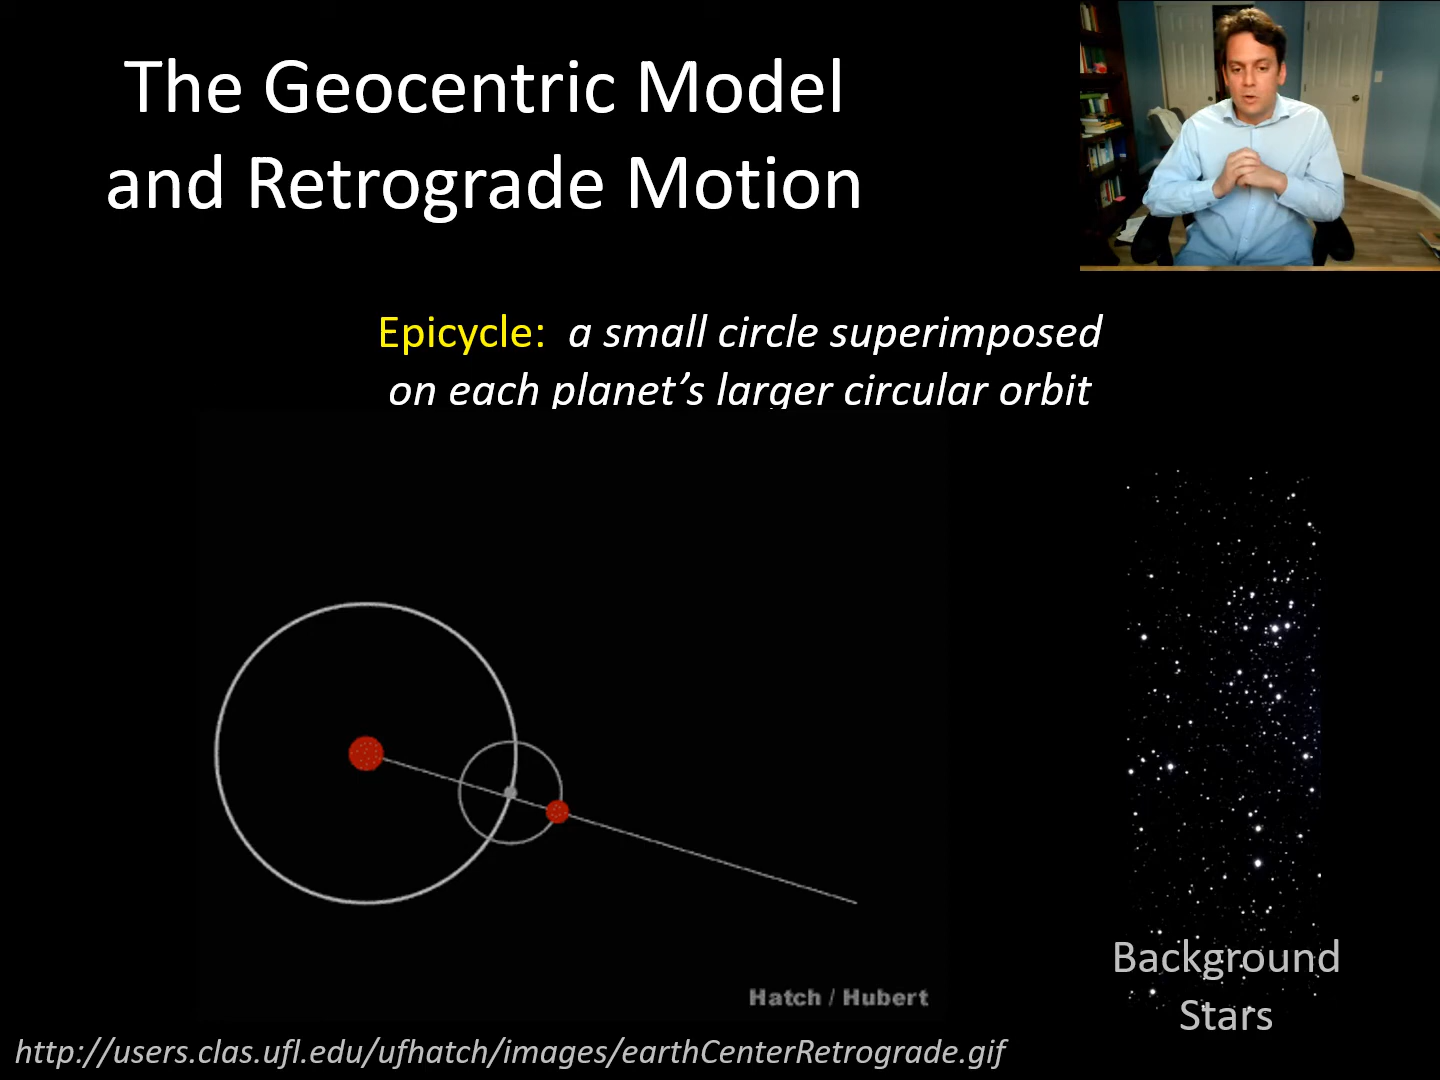 The Geocentric Model
and Retrograde Motion
Epicycle: a small circle superimposed
on each planet’s larger circular orbit
Hatch / Hubert
Background
Stars
http://users.clas.ufl.edu/ufhatch/images/earthCenterRetrograde.gif